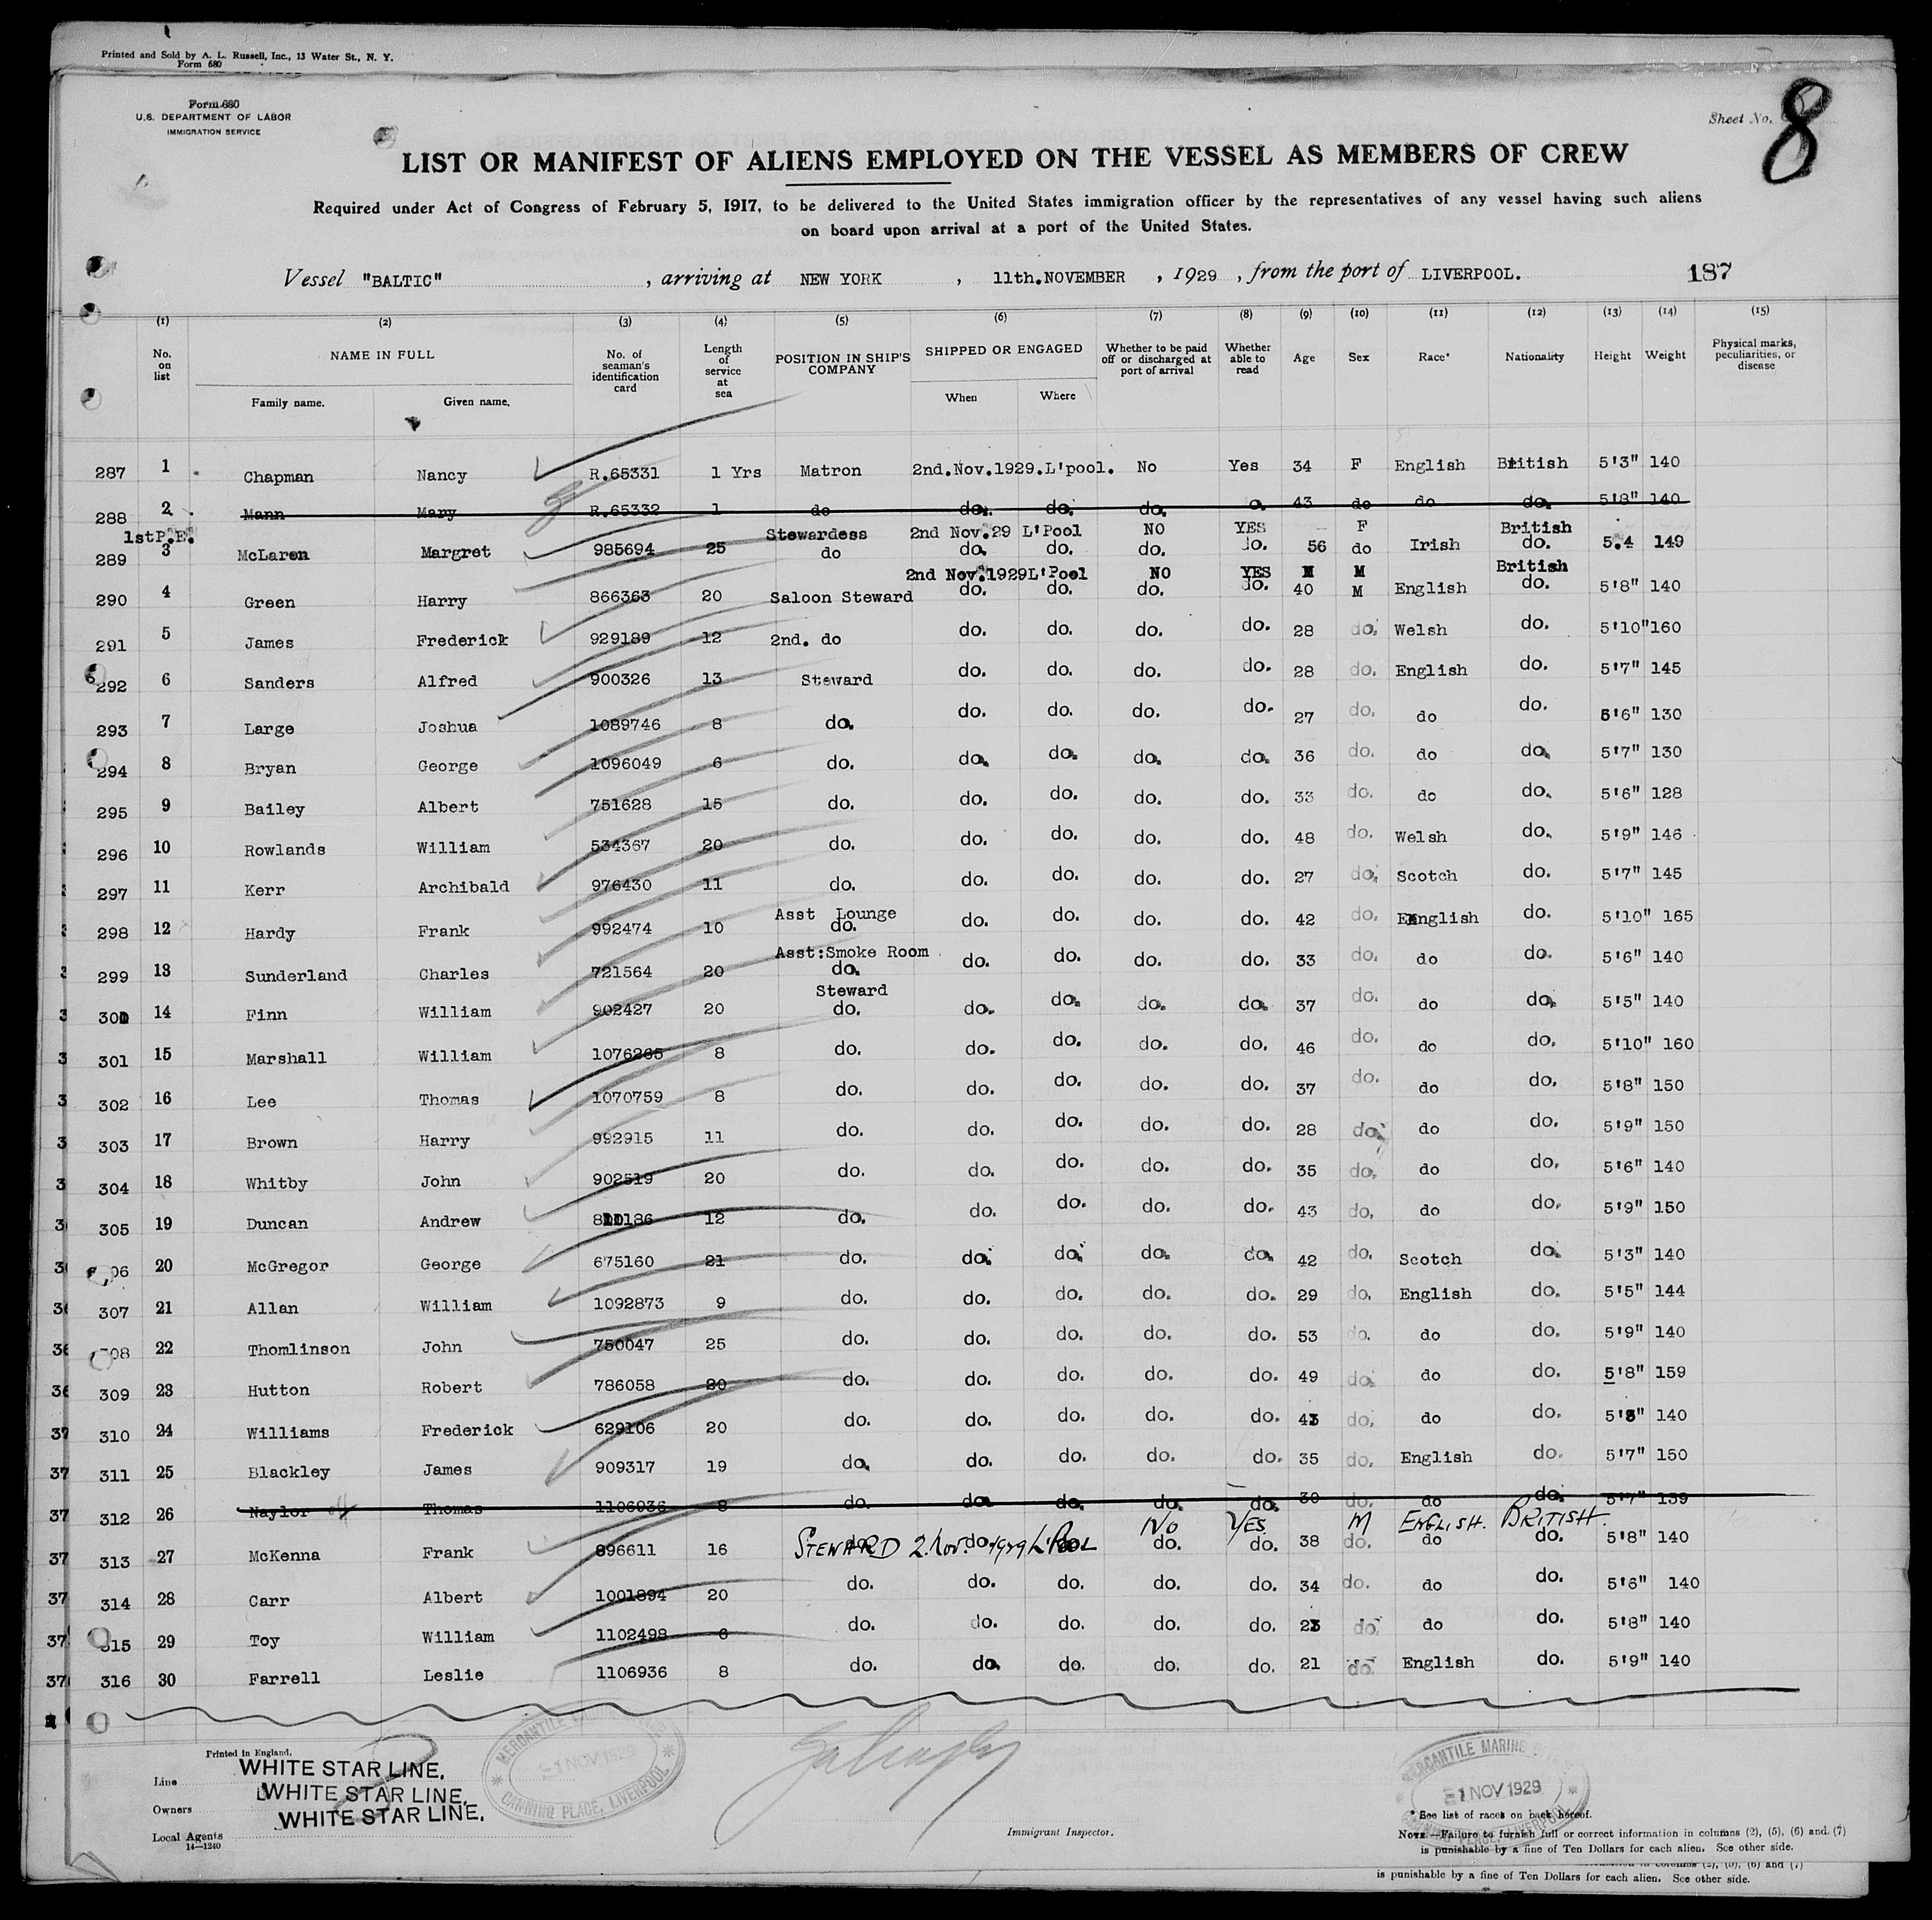 Printed and Sold by A. L. Russell, Inc., 13 Water St., N. Y.
Form 680
Form 680
U.S. DEPARTMENT OF LABOR
IMMIGRATION SERVICE
Sheet No. 8
LIST OR MANIFEST OF ALIENS EMPLOYED ON THE VESSEL AS MEMBERS OF CREW
Required under Act of Congress of February 5, 1917, to be delivered to the United States immigration officer by the representatives of any vessel having such aliens
on board upon arrival at a port of the United States.
Vessel "BALTIC" , arriving at NEW YORK , 11th.NOVEMBER , 1929 , from the port of LIVERPOOL. 187
(1) (2) (3) (4) (5) (6) (7) (8) (9) (10) (11) (12) (13) (14) (15)
No. on list NAME IN FULL No. of seaman's identification card Length of service at sea POSITION IN SHIP'S COMPANY SHIPPED OR ENGAGED Whether to be paid off or discharged at port of arrival Whether able to read Age Sex Race* Nationality Height Weight Physical marks, peculiarities, or disease
Family name. Given name. When Where
287 1 Chapman Nancy R.65331 1 Yrs Matron 2nd.Nov.1929.L'pool. No Yes 34 F English British 5'3" 140
288 2 Mann Mary R.65332 1 do do. do. do. o. 43 do do do. 5'8" 140
1stP.E. Stewardess 2nd Nov.29 L'Pool NO YES F British
289 3 McLaren Margret 985694 25 do do. do. do. do. 56 do Irish do. 5.4 149
2nd Nov.1929L'Pool NO YES M M British
290 4 Green Harry 866363 20 Saloon Steward do. do. do. do. 40 M English do. 5'8" 140
291 5 James Frederick 929189 12 2nd. do do. do. do. do. 28 do. Welsh do. 5'10"160
292 6 Sanders Alfred 900326 13 Steward do. do. do. do. 28 do. English do. 5'7" 145
293 7 Large Joshua 1089746 8 do. do. do. do. do. 27 do. do do. 5'6" 130
294 8 Bryan George 1096049 6 do. do. do. do. do. 36 do. do do. 5'7" 130
295 9 Bailey Albert 751628 15 do. do. do. do. do. 33 do. do do. 5'6" 128
296 10 Rowlands William 534367 20 do. do. do. do. do. 48 do. Welsh do. 5'9" 146
297 11 Kerr Archibald 976430 11 do. do. do. do. do. 27 do. Scotch do. 5'7" 145
Asst Lounge
298 12 Hardy Frank 992474 10 do. do. do. do. do. 42 do. English do. 5'10" 165
Asst:Smoke Room
299 13 Sunderland Charles 721564 20 do. do. do. do. do. 33 do. do do. 5'6" 140
Steward
300 14 Finn William 902427 20 do. do. do. do. do. 37 do. do do. 5'5" 140
301 15 Marshall William 1076265 8 do. do. do. do. do. 46 do. do do. 5'10" 160
302 16 Lee Thomas 1070759 8 do. do. do. do. do. 37 do. do do. 5'8" 150
303 17 Brown Harry 992915 11 do. do. do. do. do. 28 do. do do. 5'9" 150
304 18 Whitby John 902519 20 do. do. do. do. do. 35 do. do do. 5'6" 140
305 19 Duncan Andrew 12 do. do. do. do. do. 43 do. do do. 5'9" 150
306 20 McGregor George 675160 21 do. do. do. do. do. 42 do. Scotch do. 5'3" 140
307 21 Allan William 1092873 9 do. do. do. do. do. 29 do. English do. 5'5" 144
308 22 Thomlinson John 750047 25 do. do. do. do. do. 53 do. do do. 5'9" 140
309 23 Hutton Robert 786058 20 do. do. do. do. do. 49 do. do do. 5'8" 159
310 24 Williams Frederick 629106 20 do. do. do. do. do. 43 do. do do. 5'8" 140
311 25 Blackley James 909317 19 do. do. do. do. do. 35 do. English do. 5'7" 150
312 26 Naylor Thomas 1106936 8 do. do. do. do. do. 30 do. do do. 5'7" 139
No YES M ENGLISH. BRITISH.
STEWARD 2.Nov. 1929 L'POOL
313 27 McKenna Frank 896611 16 do. do. do. do. 38 do. do do. 5'8" 140
314 28 Carr Albert 1001894 20 do. do. do. do. do. 34 do. do do. 5'6" 140
315 29 Toy William 1102498 6 do. do. do. do. do. 23 do. do do. 5'8" 140
316 30 Farrell Leslie 1106936 8 do. do. do. do. do. 21 do. English do. 5'9" 140
Printed in England.
Line WHITE STAR LINE.
Owners WHITE STAR LINE.
Local Agents WHITE STAR LINE.
14—1240
MERCANTILE MARINE
1 NOV 1929
CANNING PLACE, LIVERPOOL
Immigrant Inspector.
MERCANTILE MARINE
1 NOV 1929
LIVERPOOL
* See list of races on back hereof.
NOTE.—Failure to furnish full or correct information in columns (2), (5), (6) and (7)
is punishable by a fine of Ten Dollars for each alien. See other side.
columns (2), (5), (6) and (7)
is punishable by a fine of Ten Dollars for each alien. See other side.